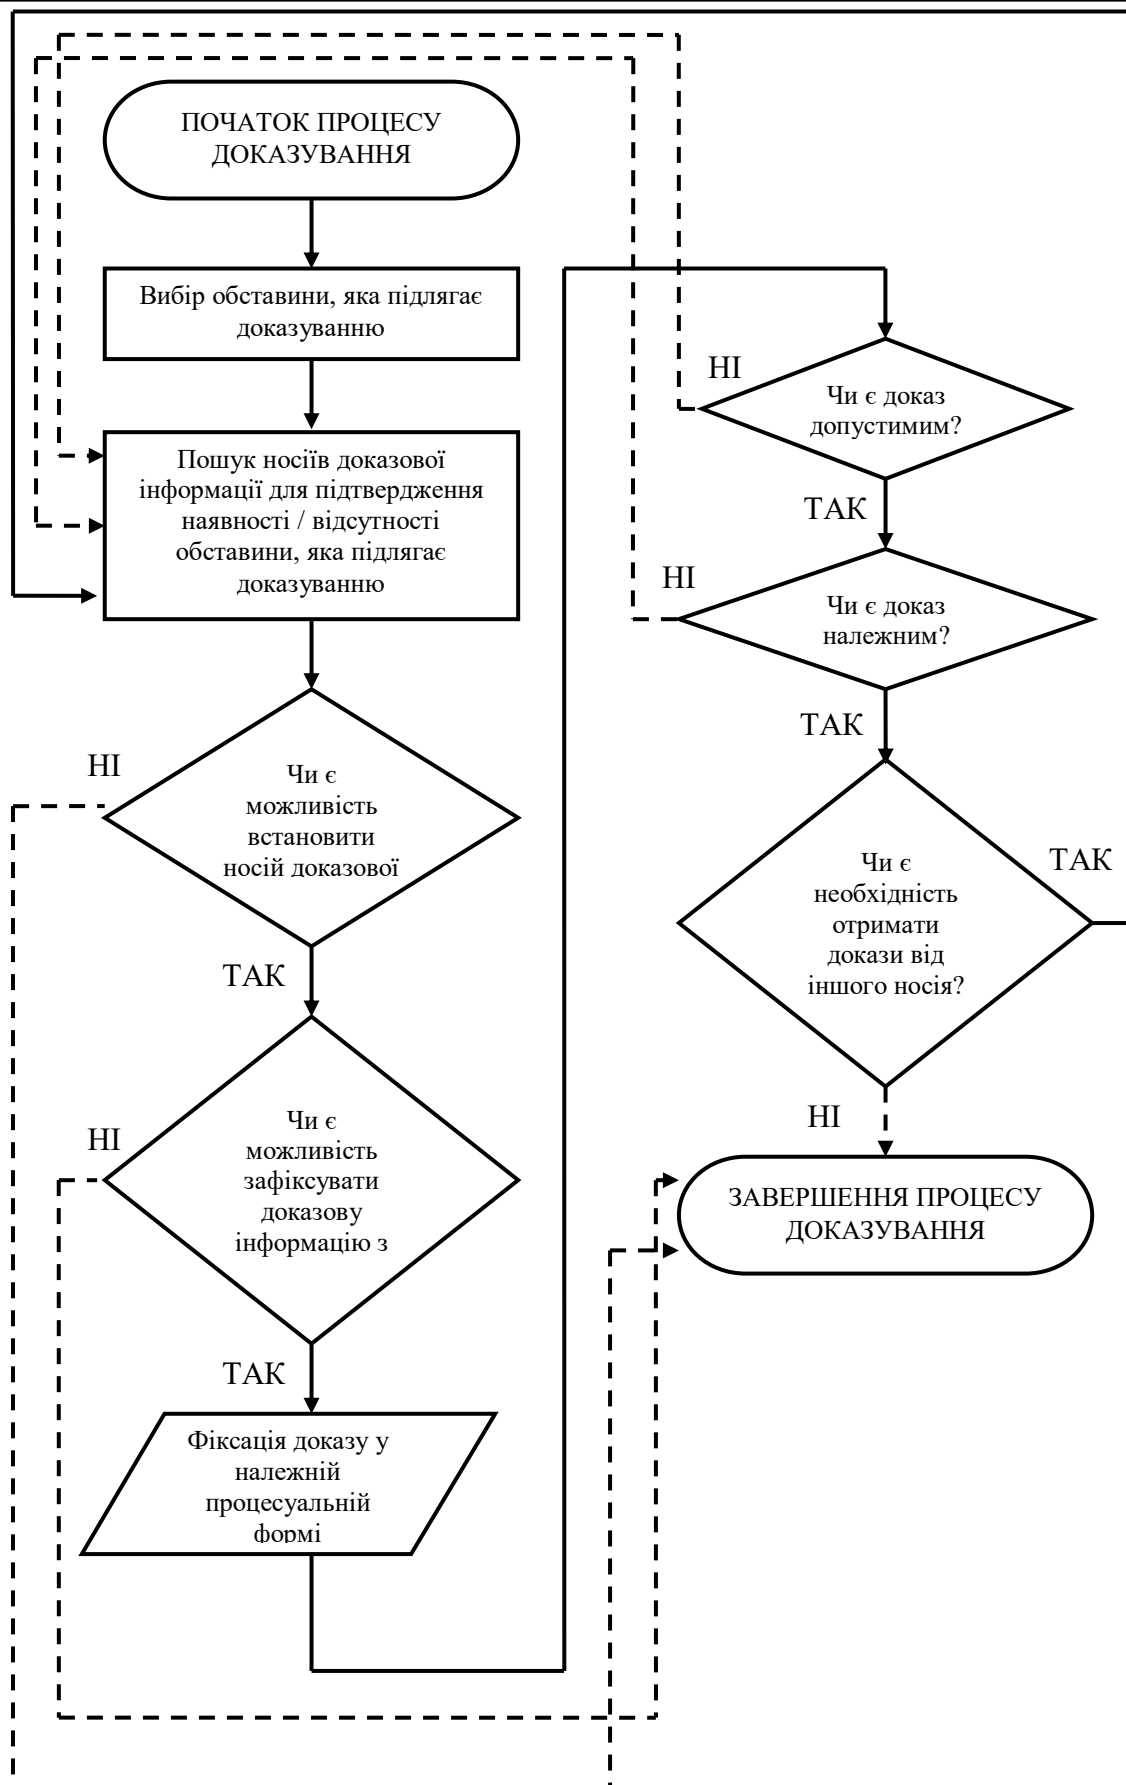 ПОЧАТОК ПРОЦЕСУ
ДОКАЗУВАННЯ
Вибір обставини, яка підлягає
доказуванню
Пошук носіїв доказової
інформації для підтвердження
наявності / відсутності
обставини, яка підлягає
доказуванню
НІ
Чи є
можливість
встановити
носій доказової
ТАК
НІ
Чи є
можливість
зафіксувати
доказову
інформацію з
ТАК
Фіксація доказу у
належній
процесуальній
формі
НІ
Чи є доказ
допустимим?
ТАК
НІ
Чи є доказ
належним?
ТАК
Чи є
необхідність
отримати
докази від
іншого носія?
ТАК
НІ
ЗАВЕРШЕННЯ ПРОЦЕСУ
ДОКАЗУВАННЯ